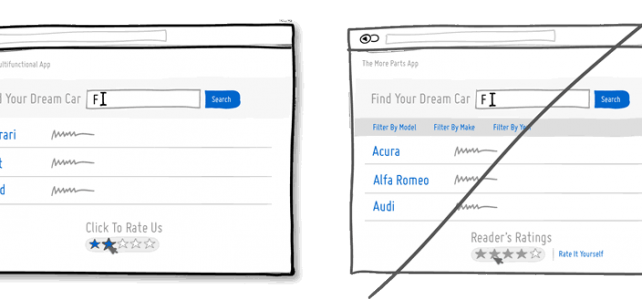 ultifunctional App
Your Dream Car F Search
rari
t
d
Click To Rate Us
The More Parts App
Find Your Dream Car F Search
Filter By Model Filter By Make Filter By
Acura
Alfa Romeo
Audi
Reader's Ratings
Rate It Yourself